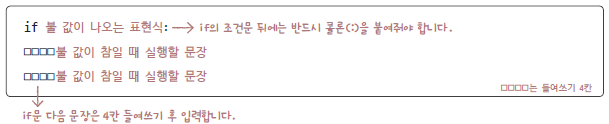 if 불 값이 나오는 표현식: → if의 조건문 뒤에는 반드시 콜론(:)을 붙여줘야 합니다.
□□□□불 값이 참일 때 실행할 문장
□□□□불 값이 참일 때 실행할 문장
□□□□는 들여쓰기 4칸
if문 다음 문장은 4칸 들여쓰기 후 입력합니다.